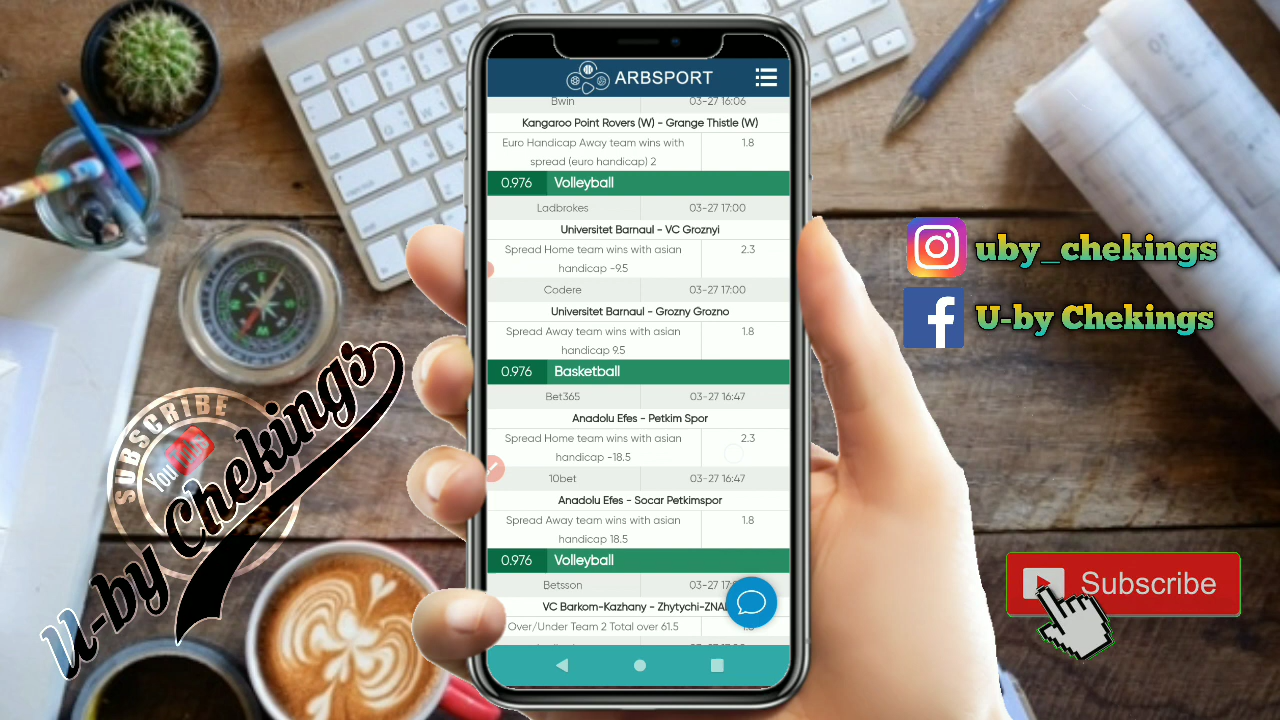 ARBSPORT
Bwin 03-27 16:06
Kangaroo Point Rovers (W) - Grange Thistle (W)
Euro Handicap Away team wins with 1.8
spread (euro handicap) 2
0.976 Volleyball
Ladbrokes 03-27 17:00
Universitet Barnaul - VC Groznyi
Spread Home team wins with asian 2.3
handicap -9.5
Codere 03-27 17:00
Universitet Barnaul - Grozny Grozno
Spread Away team wins with asian 1.8
handicap 9.5
0.976 Basketball
Bet365 03-27 16:47
Anadolu Efes - Petkim Spor
Spread Home team wins with asian 2.3
handicap -18.5
10bet 03-27 16:47
Anadolu Efes - Socar Petkimspor
Spread Away team wins with asian 1.8
handicap 18.5
0.976 Volleyball
Betsson 03-27
VC Barkom-Kazhany - Zhytychi-
Over/Under Team 2 Total over 61.5
uby_chekings
U-by Chekings
SUBSCRIBE
You Tube
U-by Chekings
Subscribe